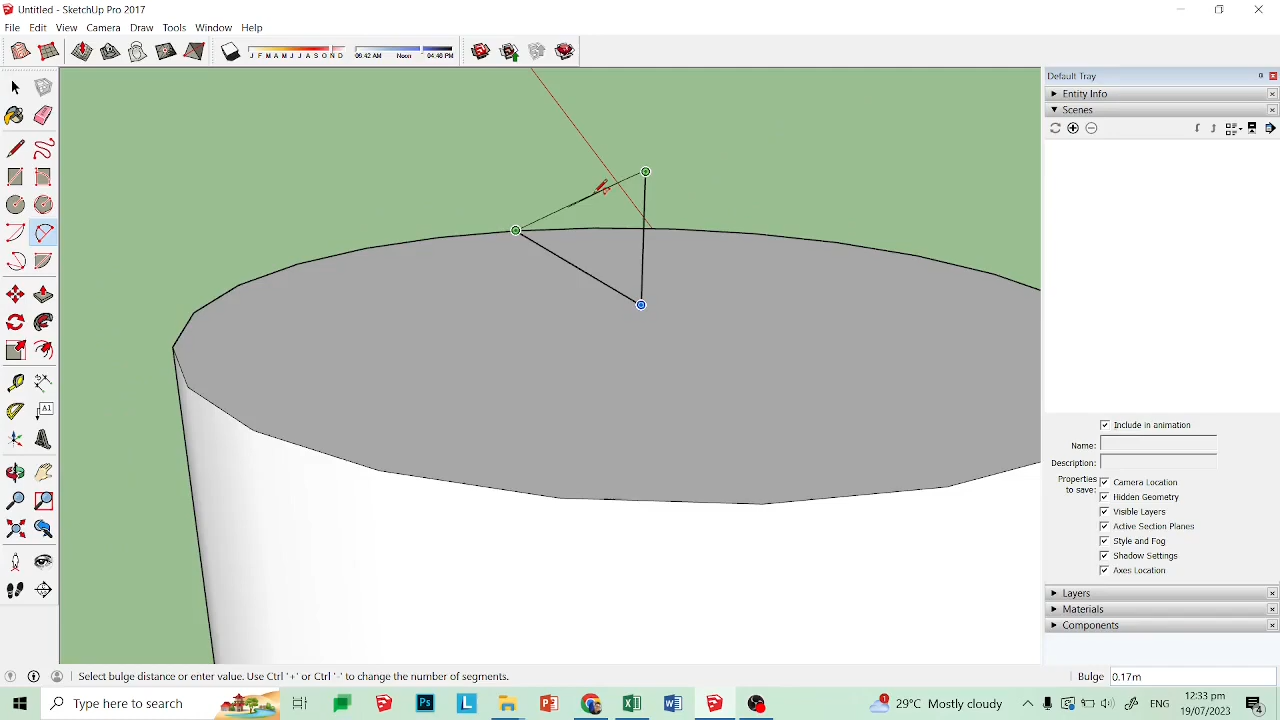 Untitled - SketchUp Pro 2017
File Edit Camera Draw Tools Window Help
J F M A M J J A S O N D
06:42 AM Noon 04:46 PM
Default Tray
Entity Info
Scenes
A1
Include in animation
Name:
Description:
Properties to save:
Camera Location
Hidden Geometry
Visible Layers
Active Section Planes
Style and Fog
Shadow Settings
Axes Location
Layers
Materials
Components
Select bulge distance or enter value. Use Ctrl '+' or Ctrl '-' to change the number of segments.
Bulge 0.17m
Type here to search
Ps
L
29°C Mostly cloudy
ENG
12:33 pm
19/07/2023
4